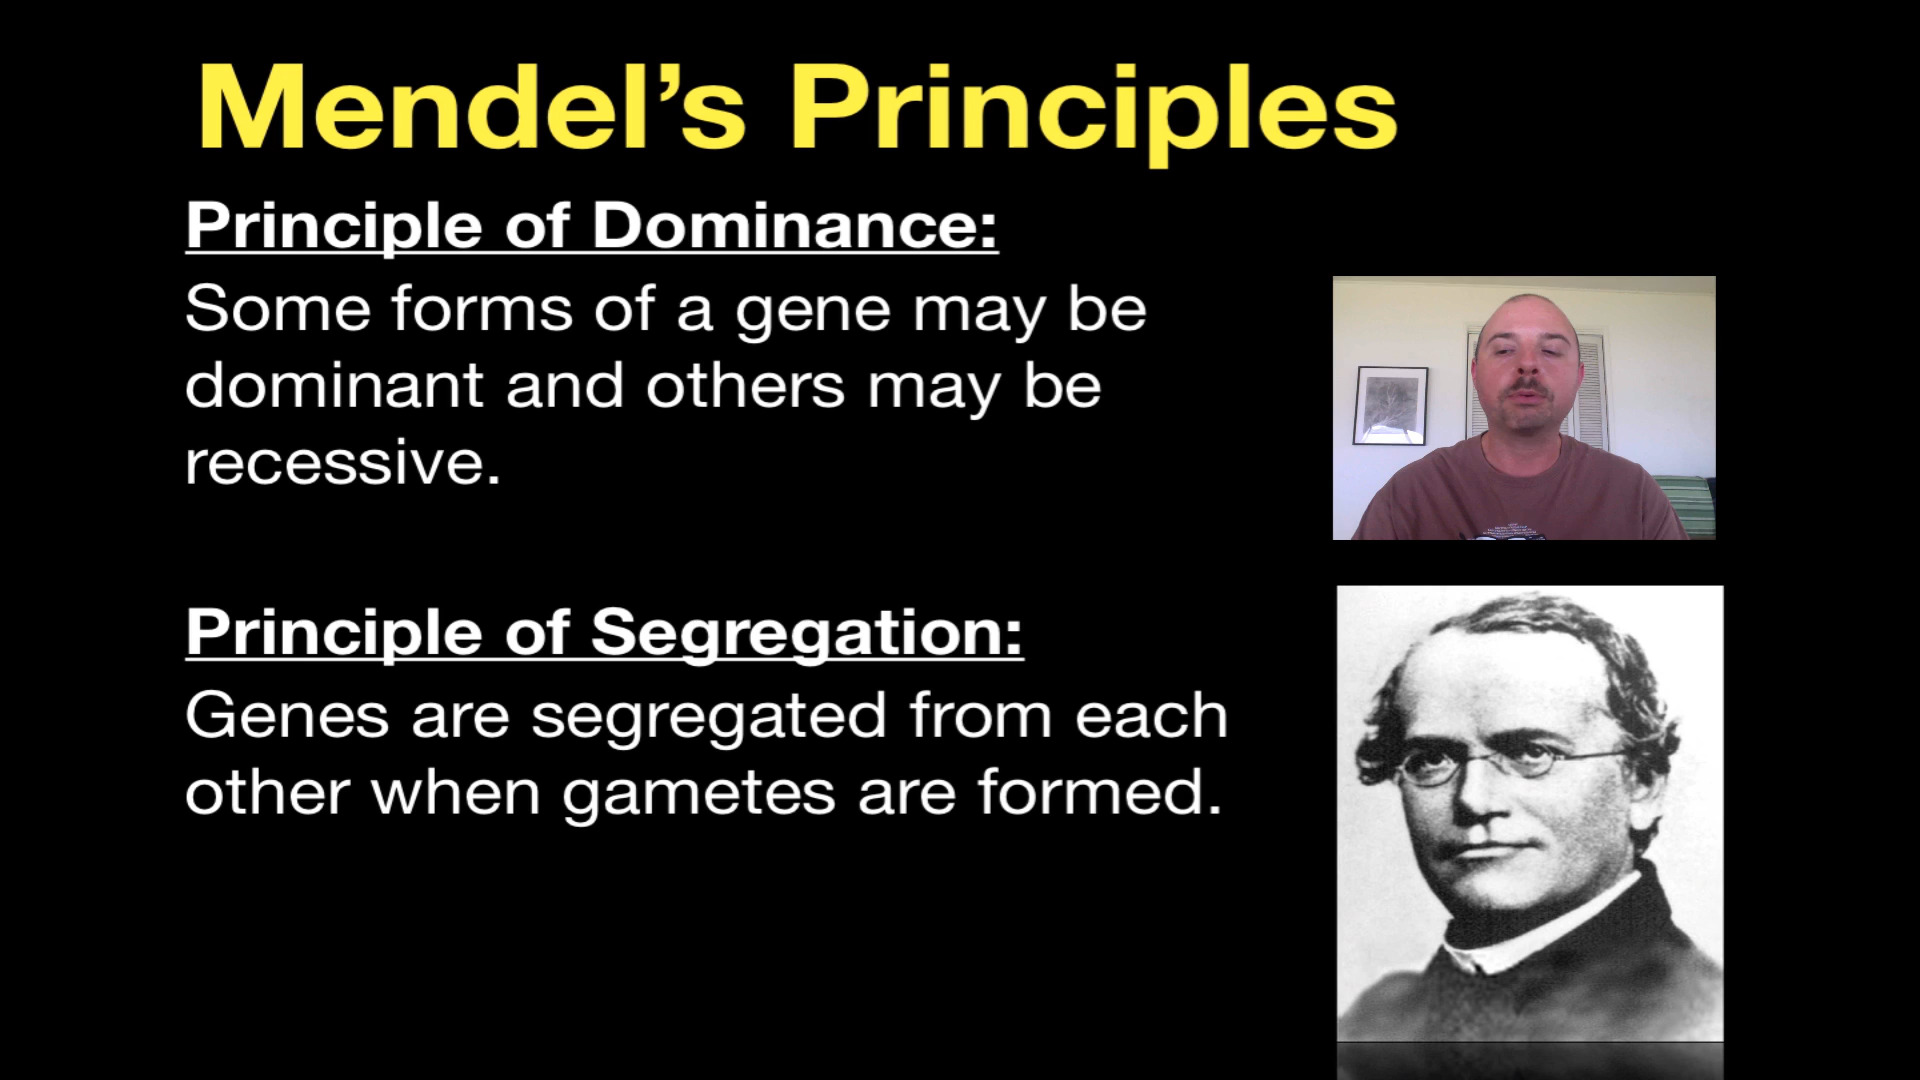 Mendel’s Principles
Principle of Dominance:
Some forms of a gene may be
dominant and others may be
recessive.
Principle of Segregation:
Genes are segregated from each
other when gametes are formed.